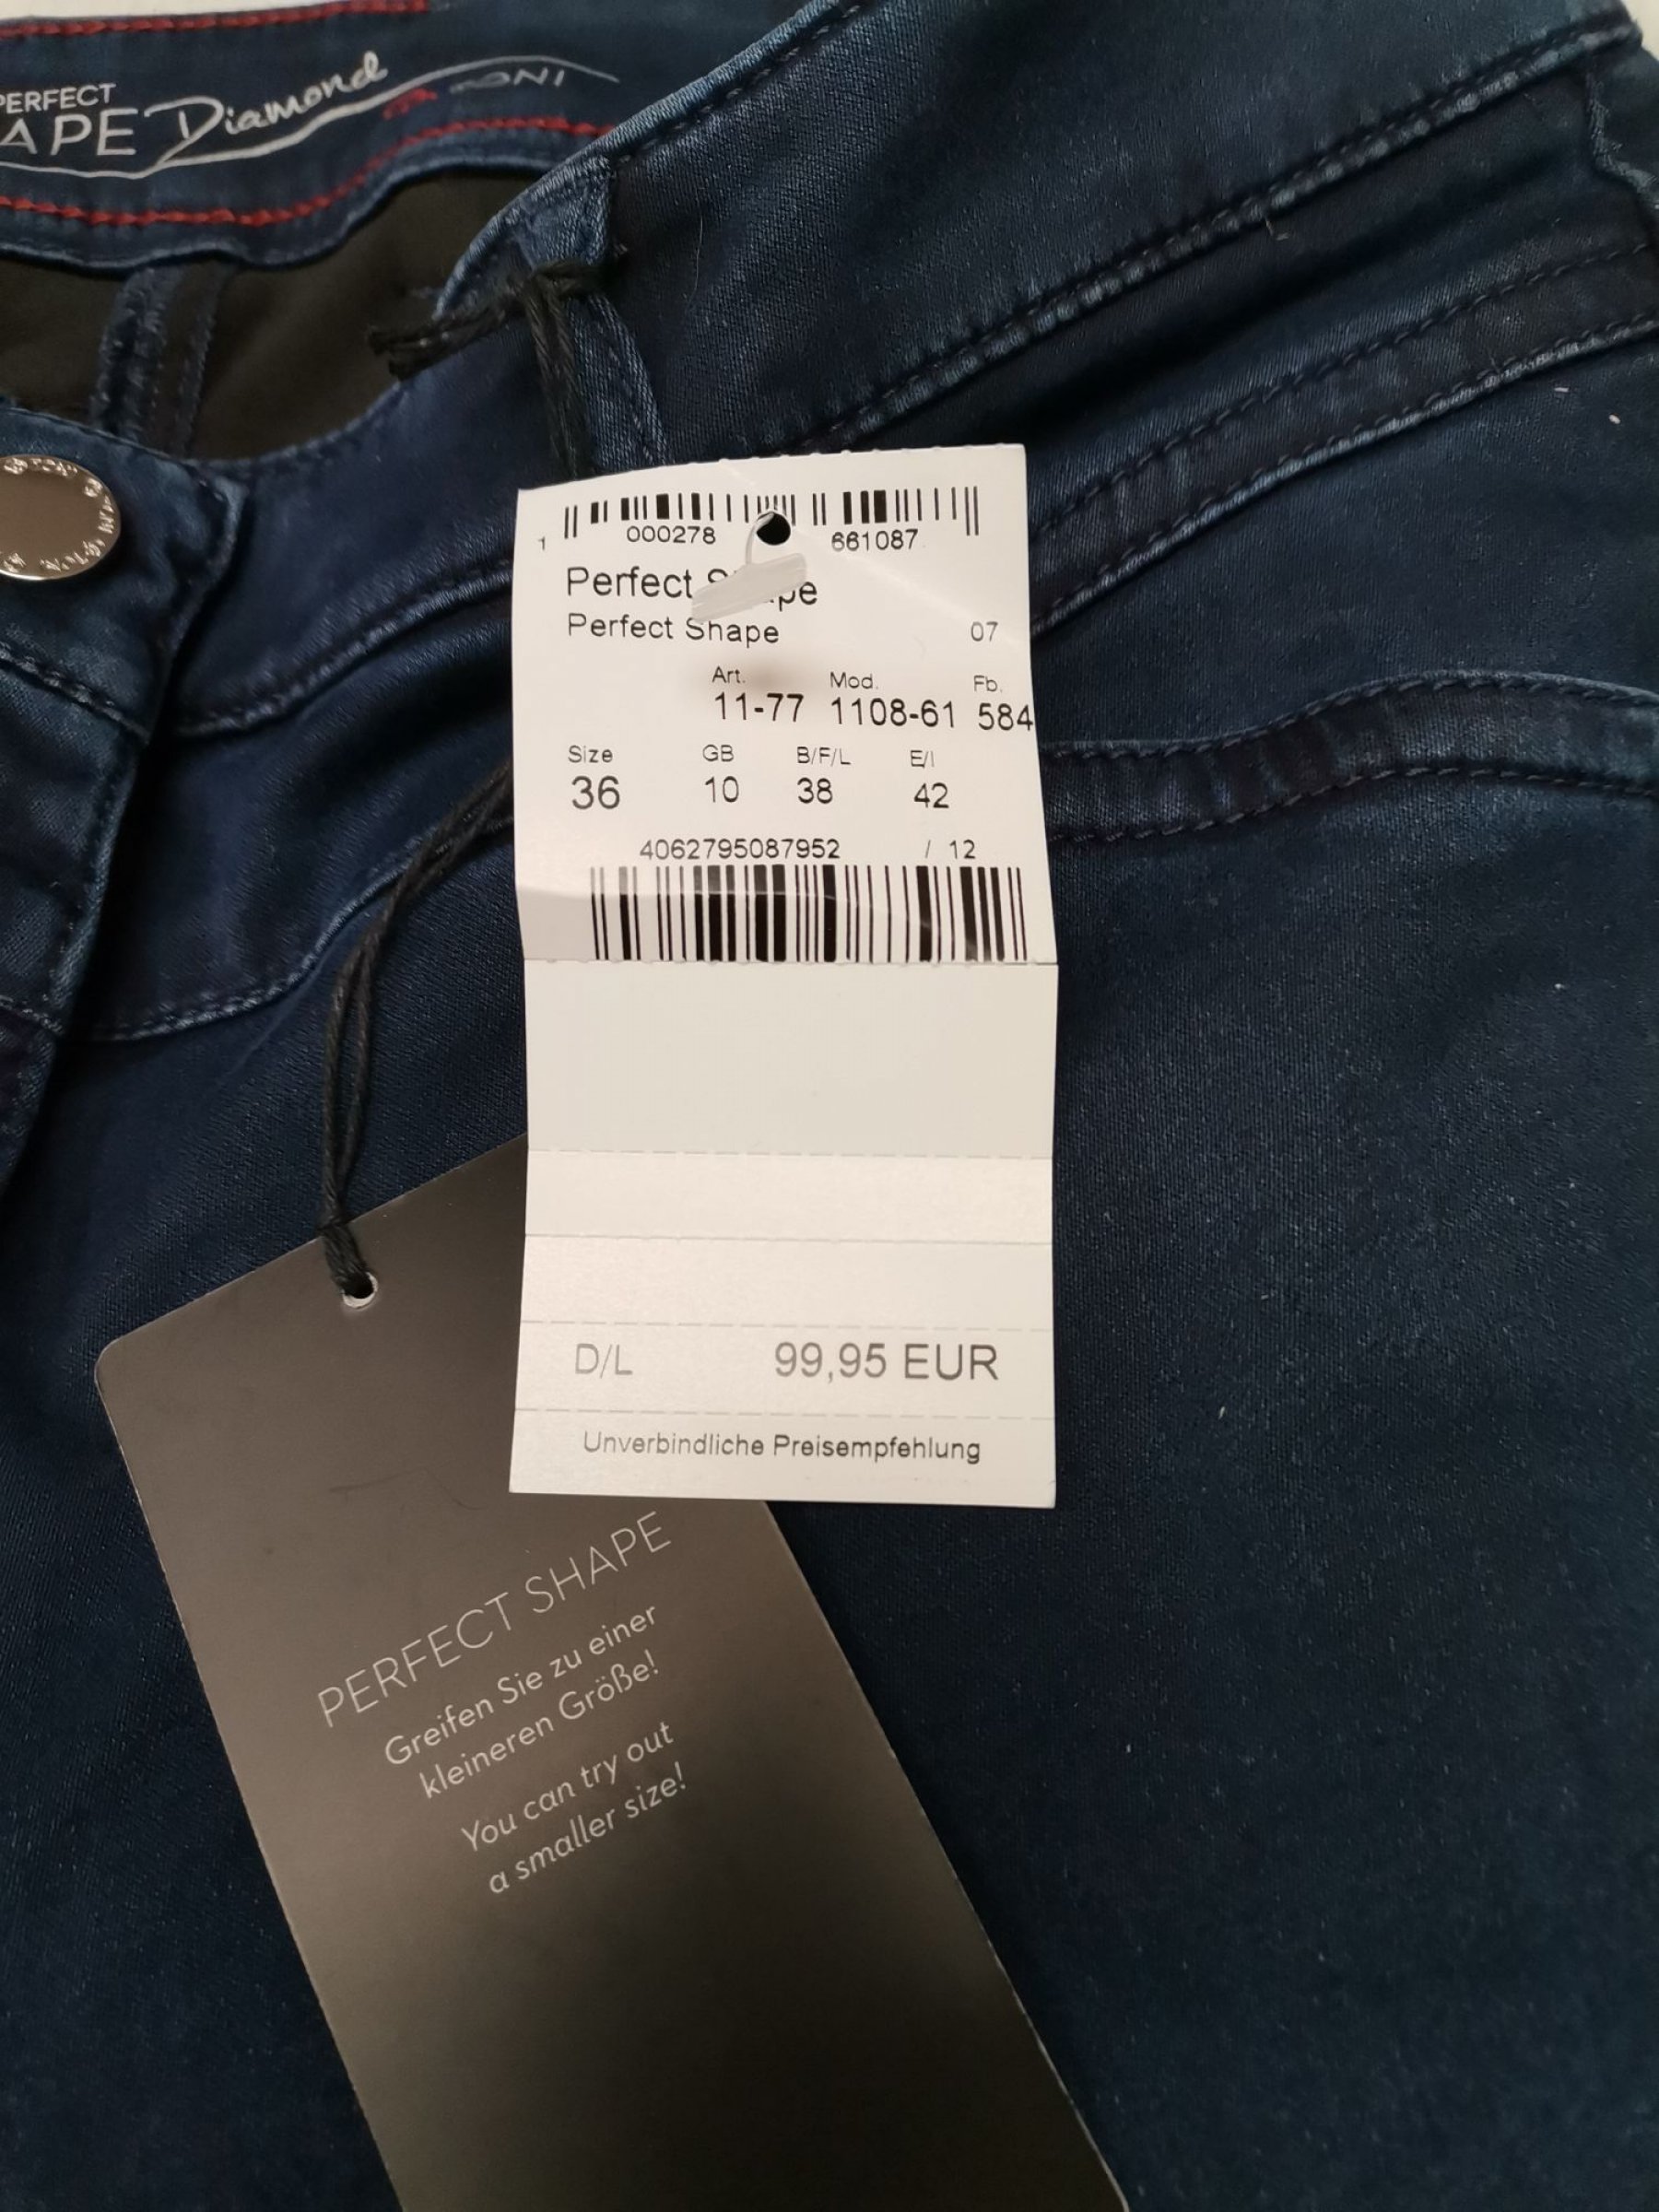 PERFECT
APE Diamond
ONI
000278 661087
1
Perfect
Perfect Shape 07
Art. Mod. Fb.
11-77 1108-61 584
Size GB B/F/L E/I
36 10 38 42
4062795087952 / 12
D/L 99,95 EUR
Unverbindliche Preisempfehlung
PERFECT SHAPE
Greifen Sie zu einer
kleineren Größe!
You can try out
a smaller size!